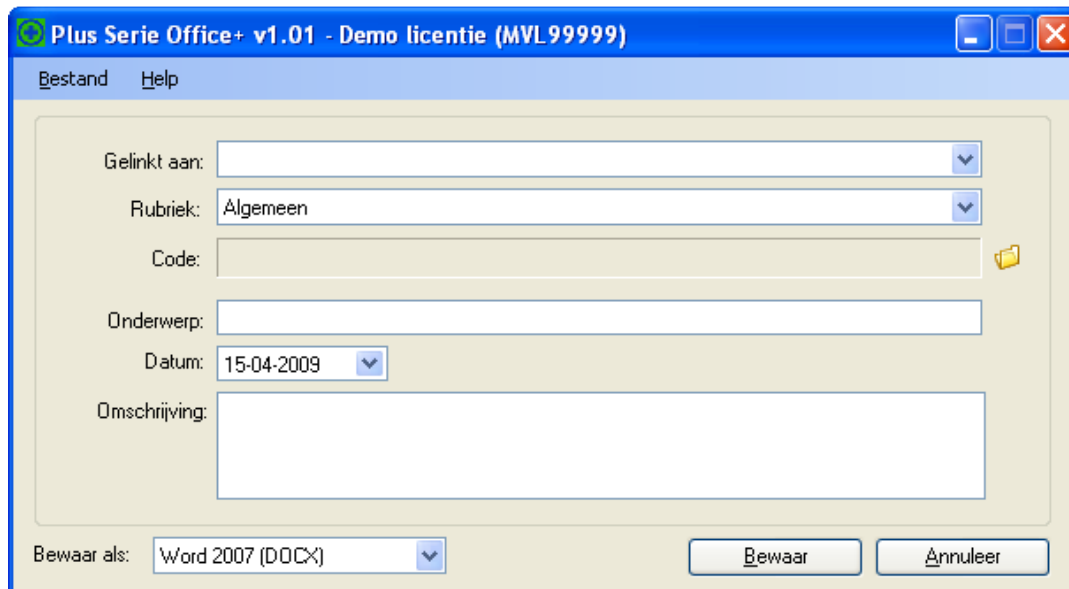 Plus Serie Office+ v1.01 - Demo licentie (MVL99999)
Bestand Help
Gelinkt aan:
Rubriek: Algemeen
Code:
Onderwerp:
Datum: 15-04-2009
Omschrijving:
Bewaar als: Word 2007 (DOCX) Bewaar Annuleer